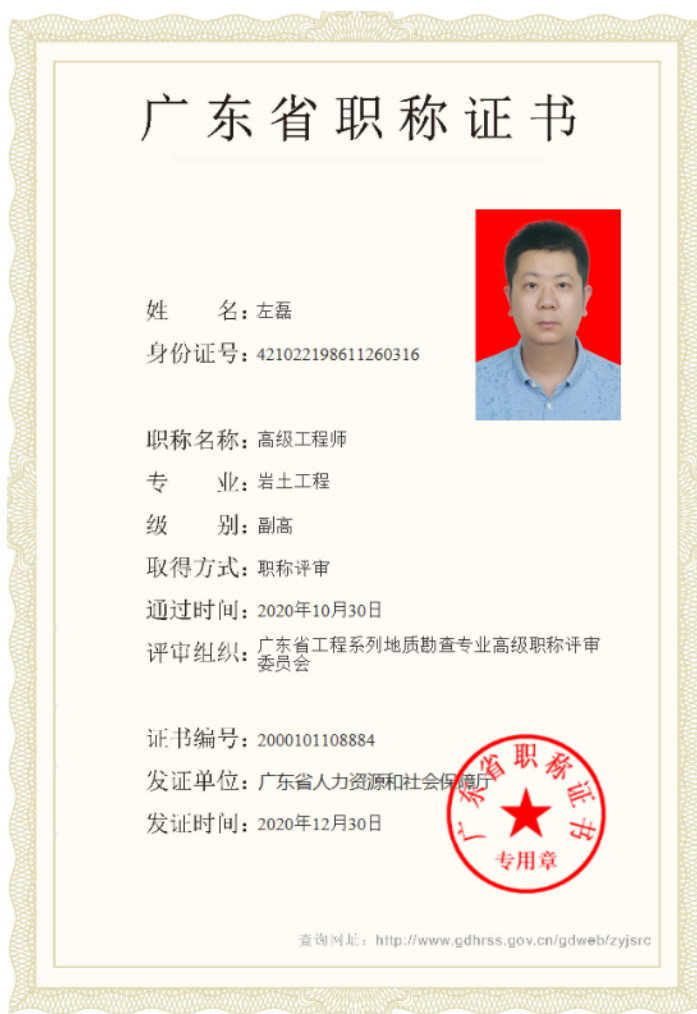 广东省职称证书
姓 名：左磊
身份证号：421022198611260316
职称名称：高级工程师
专 业：岩土工程
级 别：副高
取得方式：职称评审
通过时间：2020年10月30日
评审组织：广东省工程系列地质勘查专业高级职称评审
委员会
证书编号：2000101108884
发证单位：广东省人力资源和社会保障厅
发证时间：2020年12月30日
广东省职称证书
专用章
查询网址：http://www.gdhrss.gov.cn/gdweb/zyjsrc